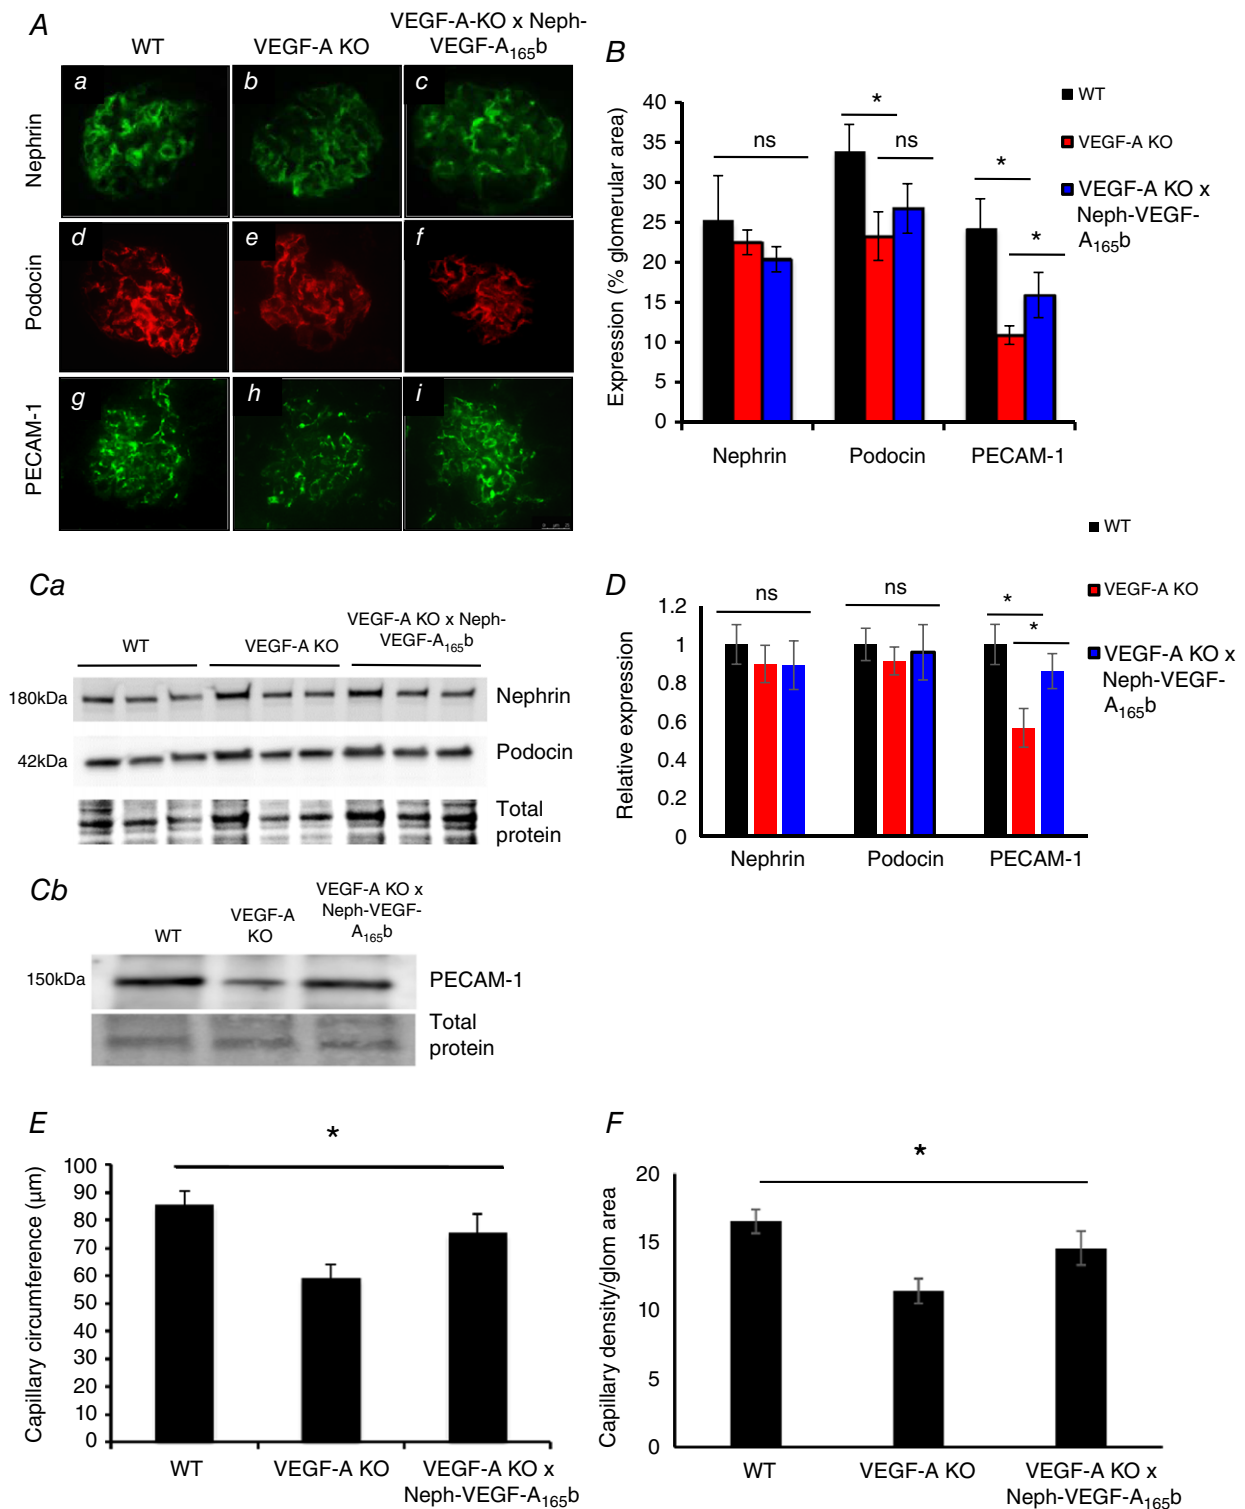 A
WT
VEGF-A KO
VEGF-A-KO x Neph-
VEGF-A165b
a
b
c
Nephrin
d
e
f
Podocin
g
h
i
PECAM-1
B
Expression (% glomerular area)
40
35
30
25
20
15
10
5
0
ns
*
ns
*
*
Nephrin
Podocin
PECAM-1
WT
VEGF-A KO
VEGF-A KO x
Neph-VEGF-
A165b
Ca
WT
VEGF-A KO
VEGF-A KO x Neph-
VEGF-A165b
180kDa
Nephrin
42kDa
Podocin
Total
protein
Cb
WT
VEGF-A
KO
VEGF-A KO x
Neph-VEGF-
A165b
150kDa
PECAM-1
Total
protein
D
Relative expression
1.2
1
0.8
0.6
0.4
0.2
0
ns
ns
*
*
Nephrin
Podocin
PECAM-1
WT
VEGF-A KO
VEGF-A KO x
Neph-VEGF-
A165b
E
Capillary circumference (µm)
100
90
80
70
60
50
40
30
20
10
0
*
WT
VEGF-A KO
VEGF-A KO x
Neph-VEGF-A165b
F
Capillary density/glom area
20
15
10
5
0
*
WT
VEGF-A KO
VEGF-A KO x
Neph-VEGF-A165b